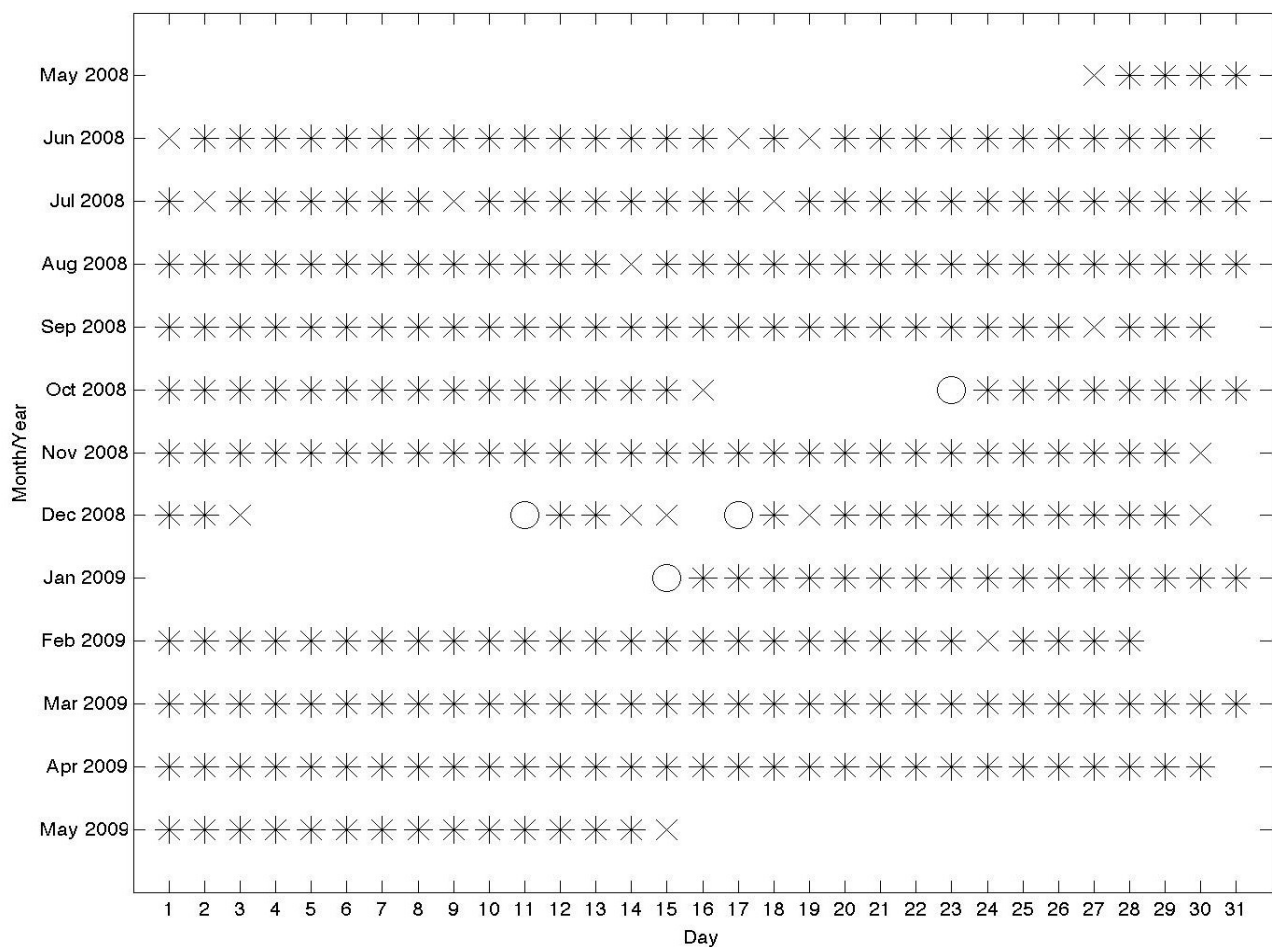 May 2008
Jun 2008
Jul 2008
Aug 2008
Sep 2008
Oct 2008
Nov 2008
Dec 2008
Jan 2009
Feb 2009
Mar 2009
Apr 2009
May 2009
Month/Year
1 2 3 4 5 6 7 8 9 10 11 12 13 14 15 16 17 18 19 20 21 22 23 24 25 26 27 28 29 30 31
Day